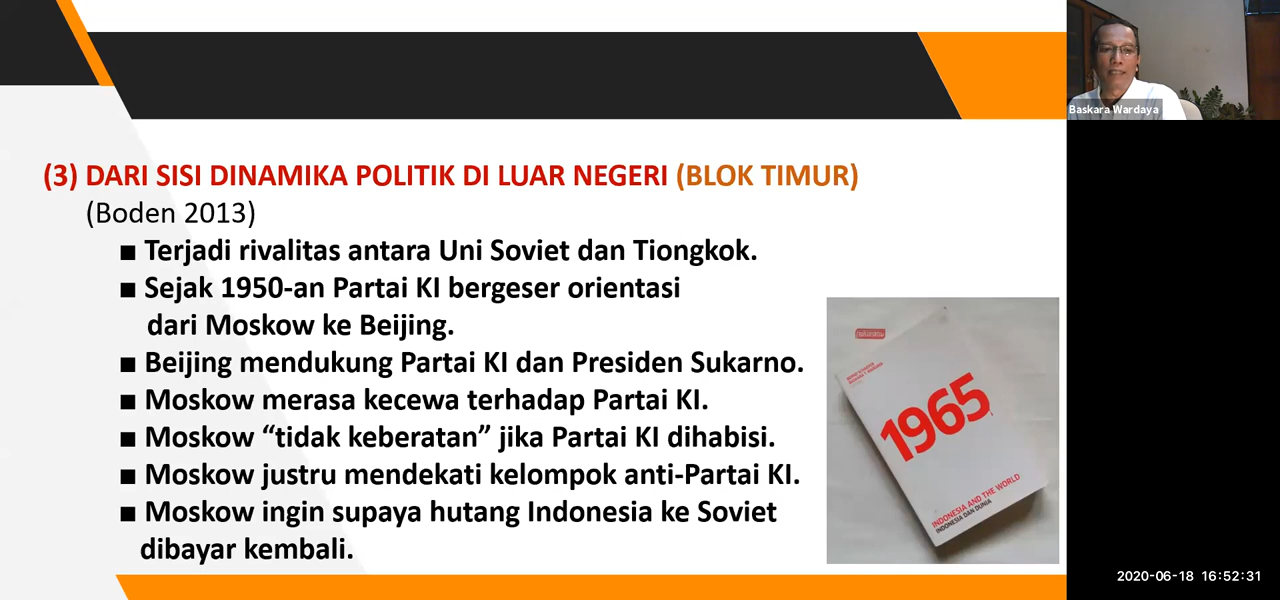 (3) DARI SISI DINAMIKA POLITIK DI LUAR NEGERI (BLOK TIMUR)
(Boden 2013)
■ Terjadi rivalitas antara Uni Soviet dan Tiongkok.
■ Sejak 1950-an Partai KI bergeser orientasi
dari Moskow ke Beijing.
■ Beijing mendukung Partai KI dan Presiden Sukarno.
■ Moskow merasa kecewa terhadap Partai KI.
■ Moskow “tidak keberatan” jika Partai KI dihabisi.
■ Moskow justru mendekati kelompok anti-Partai KI.
■ Moskow ingin supaya hutang Indonesia ke Soviet
dibayar kembali.
1965
INDONESIA AND THE WORLD
INDONESIA DAN DUNIA
Baskara Wardaya
2020-06-18 16:52:31